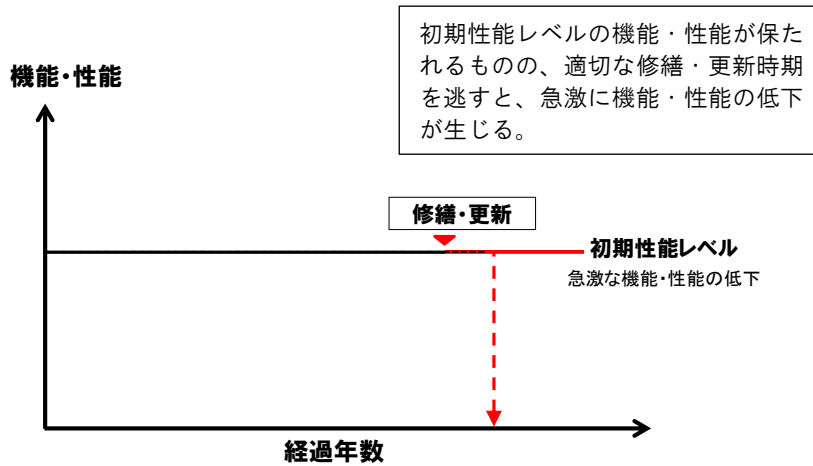 初期性能レベルの機能・性能が保た
れるものの、適切な修繕・更新時期
を逃すと、急激に機能・性能の低下
が生じる。
機能・性能
修繕・更新
初期性能レベル
急激な機能・性能の低下
経過年数